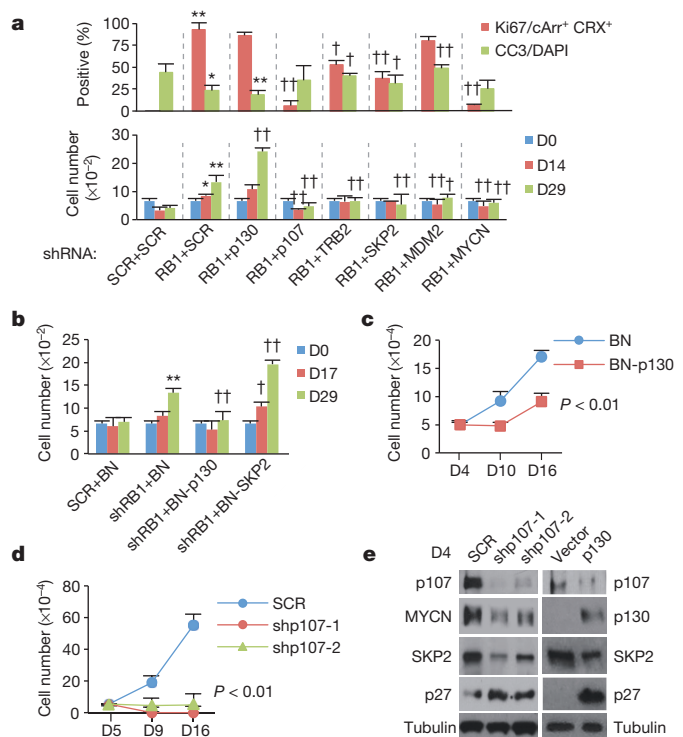 a
Positive (%)
100
75
50
25
0
** * ** †† † † †† † †† ††
Ki67/cArr⁺ CRX⁺
CC3/DAPI
Cell number (×10⁻²)
30
20
10
0
* ** †† †† †† †† †† † †† ††
D0
D14
D29
shRNA:
SCR+SCR
RB1+SCR
RB1+p130
RB1+p107
RB1+TRB2
RB1+SKP2
RB1+MDM2
RB1+MYCN
b
Cell number (×10⁻²)
25
20
15
10
5
0
** †† † ††
D0
D17
D29
SCR+BN
shRB1+BN
shRB1+BN-p130
shRB1+BN-SKP2
c
Cell number (×10⁻⁴)
20
15
10
5
0
BN
BN-p130
P < 0.01
D4 D10 D16
d
Cell number (×10⁻⁴)
80
60
40
20
0
SCR
shp107-1
shp107-2
P < 0.01
D5 D9 D16
e
D4 SCR shp107-1 shp107-2 Vector p130
p107 p107
MYCN p130
SKP2 SKP2
p27 p27
Tubulin Tubulin